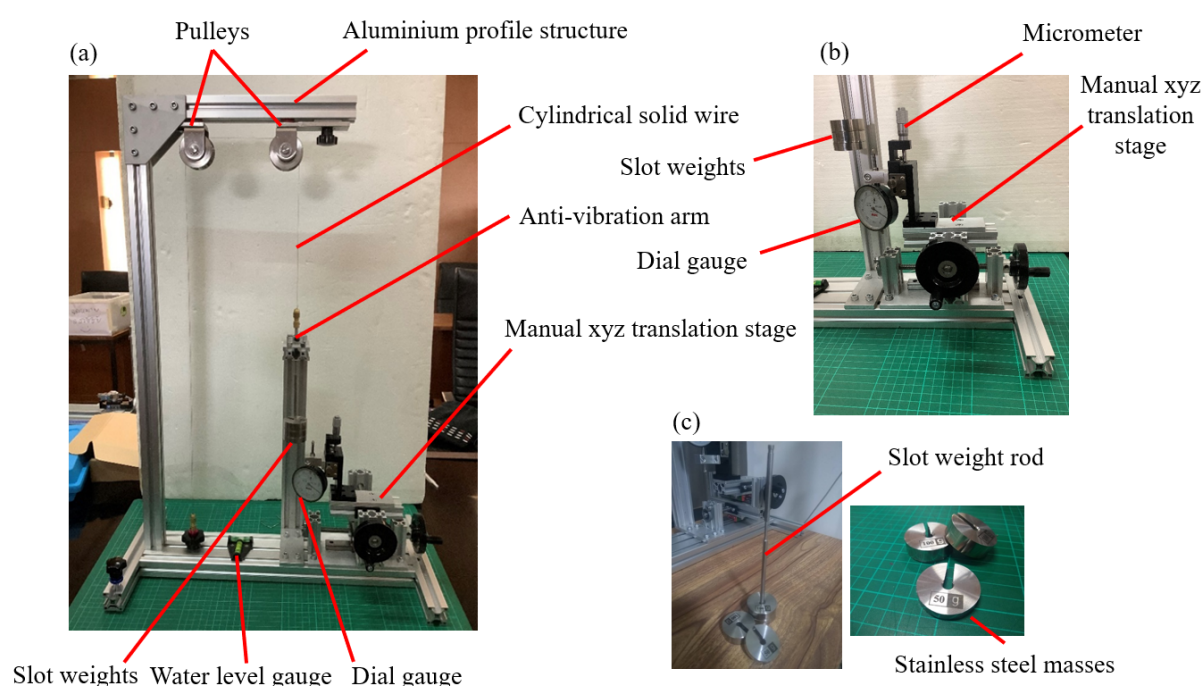 (a)
Pulleys
Aluminium profile structure
Cylindrical solid wire
Anti-vibration arm
Manual xyz translation stage
Slot weights
Water level gauge
Dial gauge
(b)
Micrometer
Manual xyz
translation
stage
Slot weights
Dial gauge
(c)
Slot weight rod
100 g
50 g
Stainless steel masses